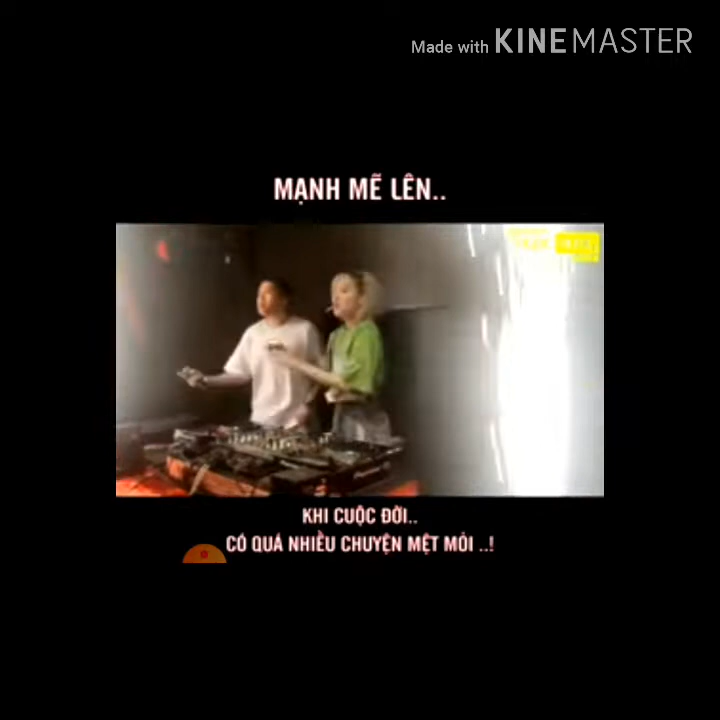 Made with KINEMASTER
MẠNH MẼ LÊN..
KHI CUỘC ĐỜI..
CÓ QUÁ NHIỀU CHUYỆN MỆT MỎI ..!